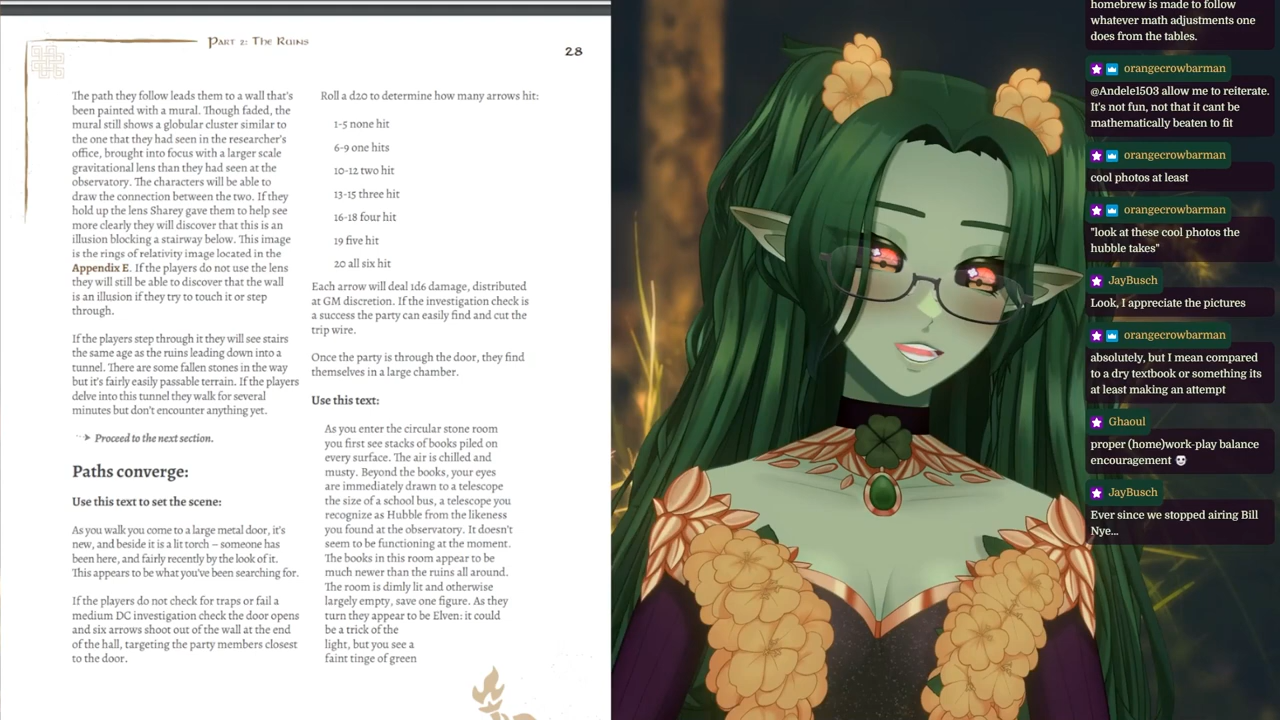 Part 2: The Ruins
28
The path they follow leads them to a wall that's
been painted with a mural. Though faded, the
mural still shows a globular cluster similar to
the one that they had seen in the researcher's
office, brought into focus with a larger scale
gravitational lens than they had seen at the
observatory. The characters will be able to
draw the connection between the two. If they
hold up the lens Sharey gave them to help see
more clearly they will discover that this is an
illusion blocking a stairway below. This image
is the rings of relativity image located in the
Appendix E. If the players do not use the lens
they will still be able to discover that the wall
is an illusion if they try to touch it or step
through.
If the players step through it they will see stairs
the same age as the ruins leading down into a
tunnel. There are some fallen stones in the way
but it's fairly easily passable terrain. If the players
delve into this tunnel they walk for several
minutes but don't encounter anything yet.
Proceed to the next section.
Paths converge:
Use this text to set the scene:
As you walk you come to a large metal door, it's
new, and beside it is a lit torch – someone has
been here, and fairly recently by the look of it.
This appears to be what you've been searching for.
If the players do not check for traps or fail a
medium DC investigation check the door opens
and six arrows shoot out of the wall at the end
of the hall, targeting the party members closest
to the door.
Roll a d20 to determine how many arrows hit:
1-5 none hit
6-9 one hits
10-12 two hit
13-15 three hit
16-18 four hit
19 five hit
20 all six hit
Each arrow will deal 1d6 damage, distributed
at GM discretion. If the investigation check is
a success the party can easily find and cut the
trip wire.
Once the party is through the door, they find
themselves in a large chamber.
Use this text:
As you enter the circular stone room
you first see stacks of books piled on
every surface. The air is chilled and
musty. Beyond the books, your eyes
are immediately drawn to a telescope
the size of a school bus, a telescope you
recognize as Hubble from the likeness
you found at the observatory. It doesn't
seem to be functioning at the moment.
The books in this room appear to be
much newer than the ruins all around.
The room is dimly lit and otherwise
largely empty, save one figure. As they
turn they appear to be Elven: it could
be a trick of the
light, but you see a
faint tinge of green
homebrew is made to follow
whatever math adjustments one
does from the tables.
orangecrowbarman
@Andele1503 allow me to reiterate.
It's not fun, not that it cant be
mathematically beaten to fit
orangecrowbarman
cool photos at least
orangecrowbarman
"look at these cool photos the
hubble takes"
JayBusch
Look, I appreciate the pictures
orangecrowbarman
absolutely, but I mean compared
to a dry textbook or something its
at least making an attempt
Ghaoul
proper (home)work-play balance
encouragement 💀
JayBusch
Ever since we stopped airing Bill
Nye...